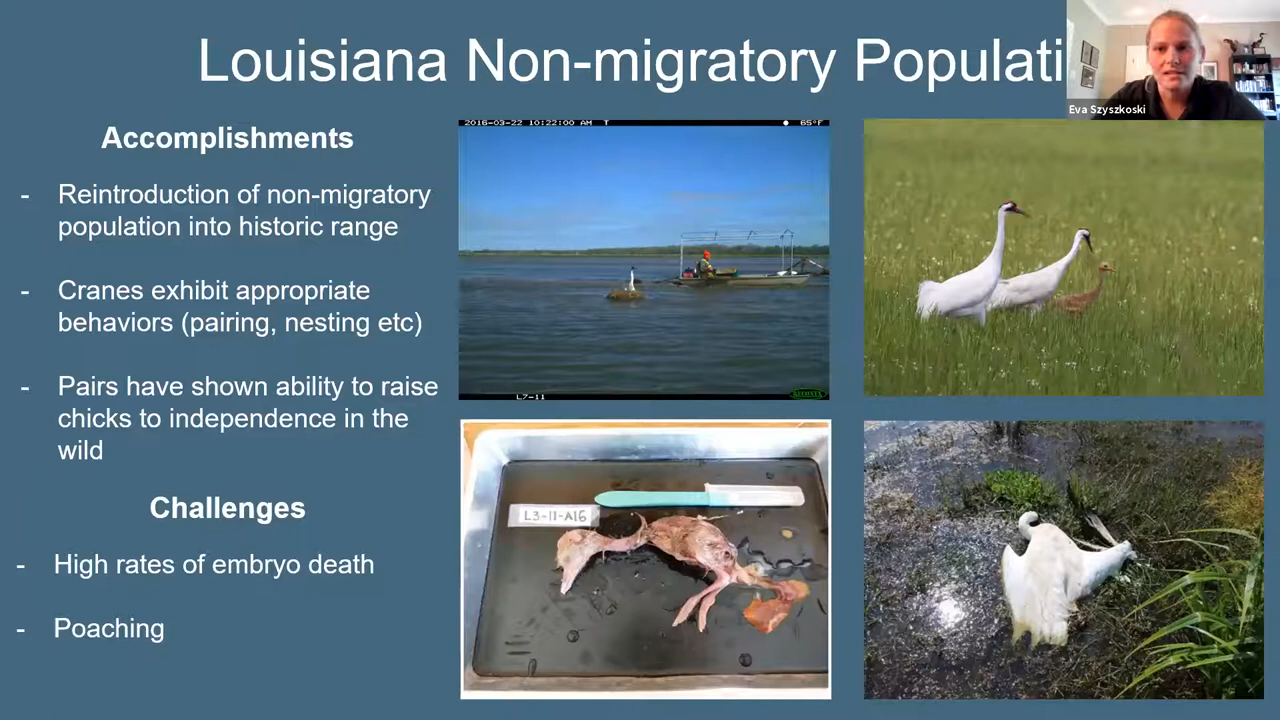 Louisiana Non-migratory Populati
Eva Szyszkoski
Accomplishments
- Reintroduction of non-migratory
population into historic range
- Cranes exhibit appropriate
behaviors (pairing, nesting etc)
- Pairs have shown ability to raise
chicks to independence in the
wild
Challenges
- High rates of embryo death
- Poaching
2016-03-22 10:22:00 AM T 65°F
L7-11
L3-11-A16